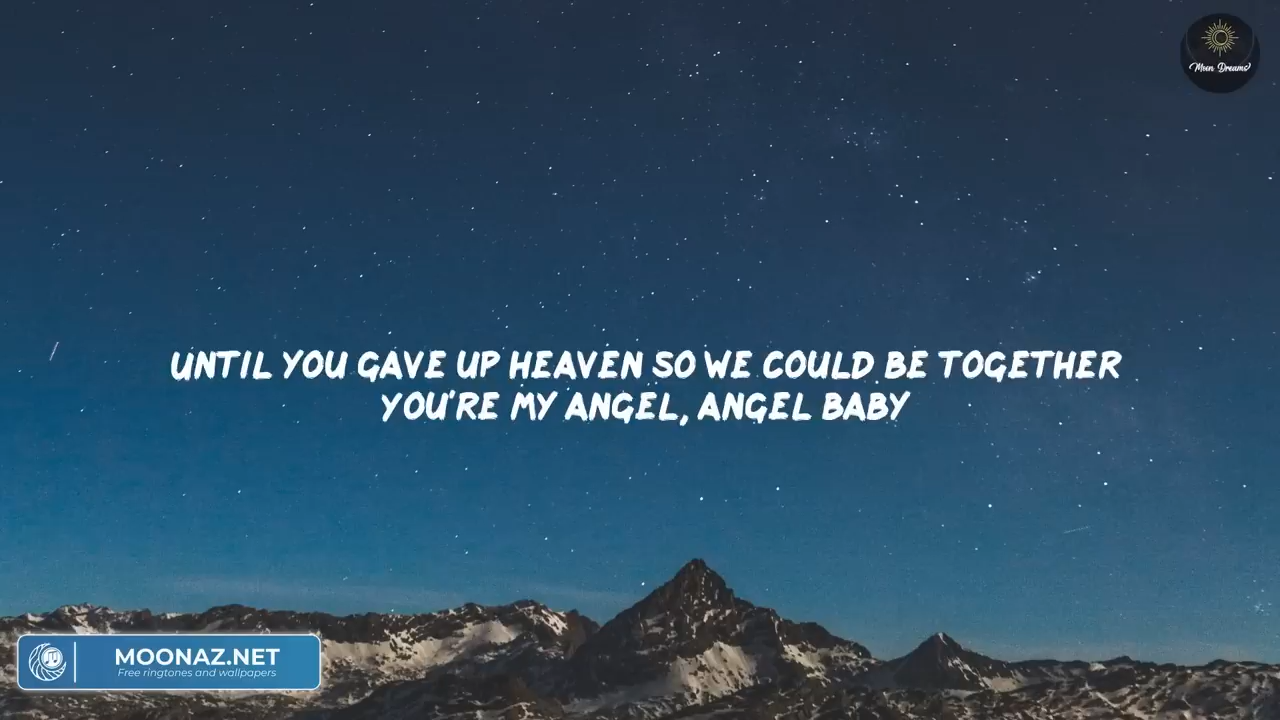 Moon Dreams
UNTIL YOU GAVE UP HEAVEN SO WE COULD BE TOGETHER
YOU'RE MY ANGEL, ANGEL BABY
MOONAZ.NET
Free ringtones and wallpapers